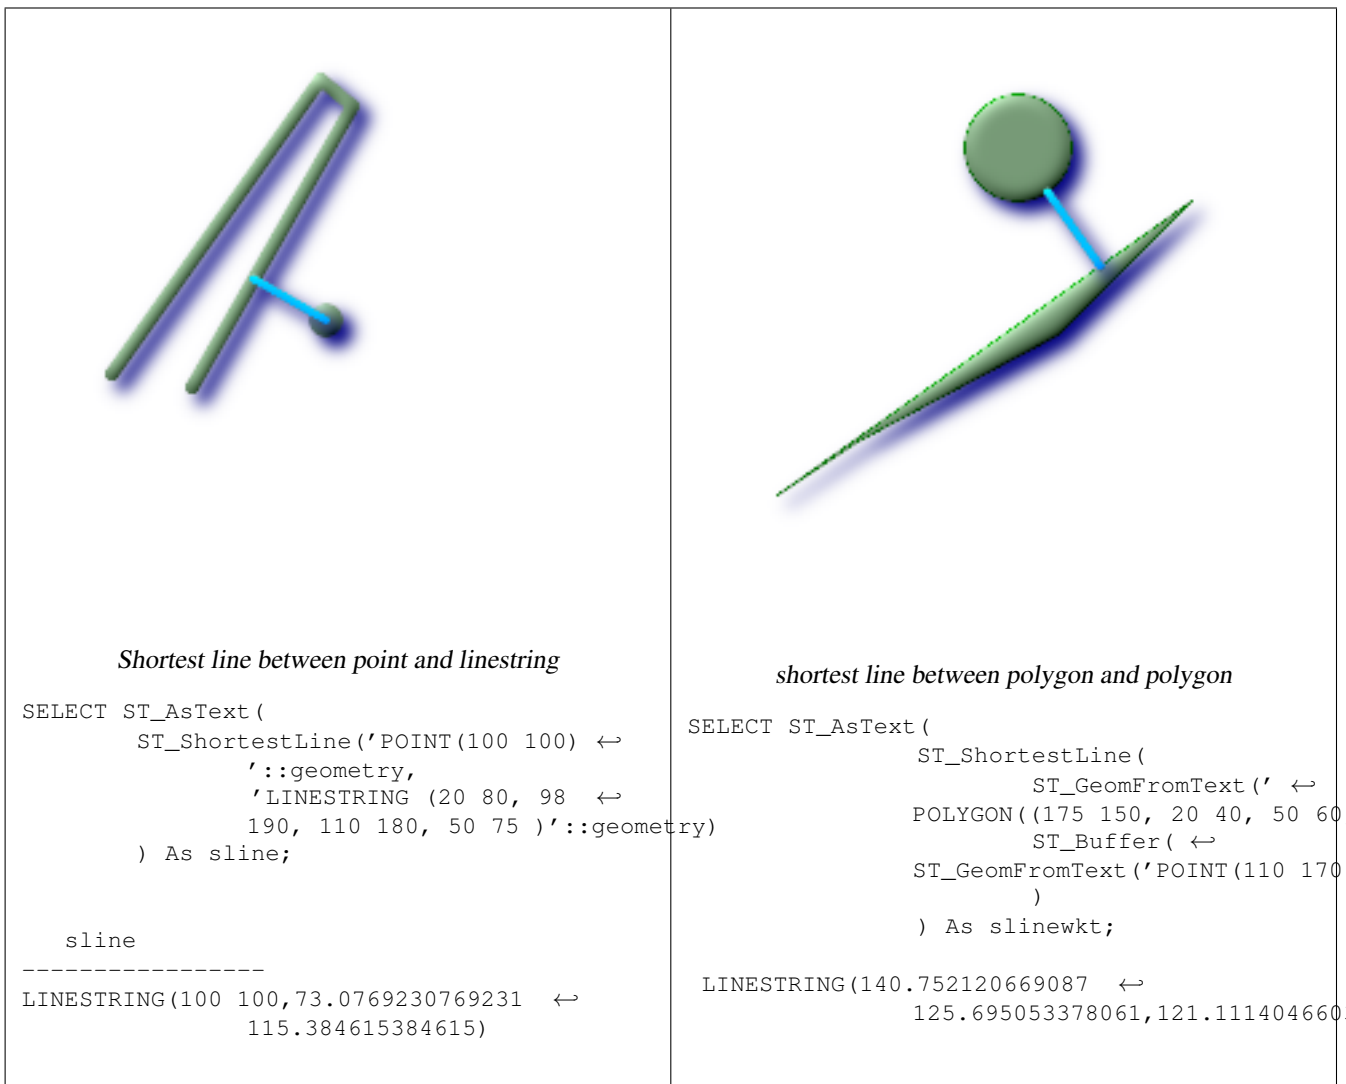 Shortest line between point and linestring
SELECT ST_AsText(
ST_ShortestLine('POINT(100 100) ↩
'::geometry,
'LINESTRING (20 80, 98 ↩
190, 110 180, 50 75 )'::geometry)
) As sline;
sline
-----------------
LINESTRING(100 100,73.0769230769231 ↩
115.384615384615)
shortest line between polygon and polygon
SELECT ST_AsText(
ST_ShortestLine(
ST_GeomFromText(' ↩
POLYGON((175 150, 20 40, 50 60
ST_Buffer( ↩
ST_GeomFromText('POINT(110 170
)
) As slinewkt;
LINESTRING(140.752120669087 ↩
125.695053378061,121.111404660